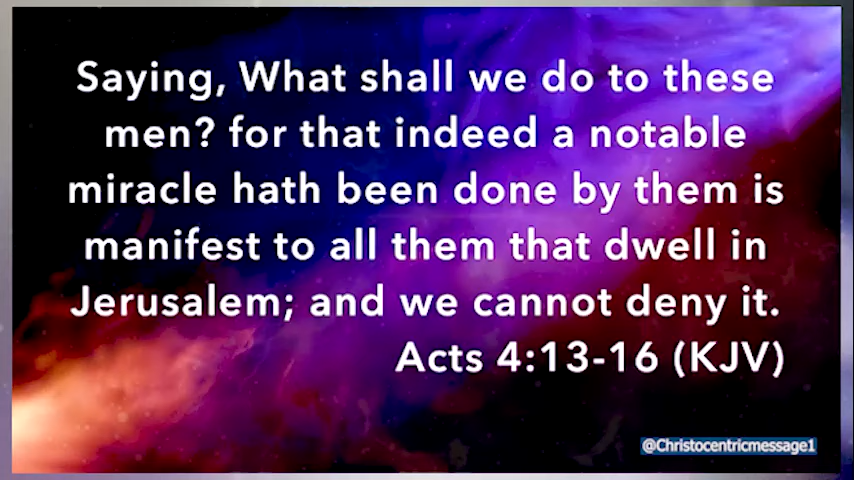 Saying, What shall we do to these
men? for that indeed a notable
miracle hath been done by them is
manifest to all them that dwell in
Jerusalem; and we cannot deny it.
Acts 4:13-16 (KJV)
@Christocentricmessage1